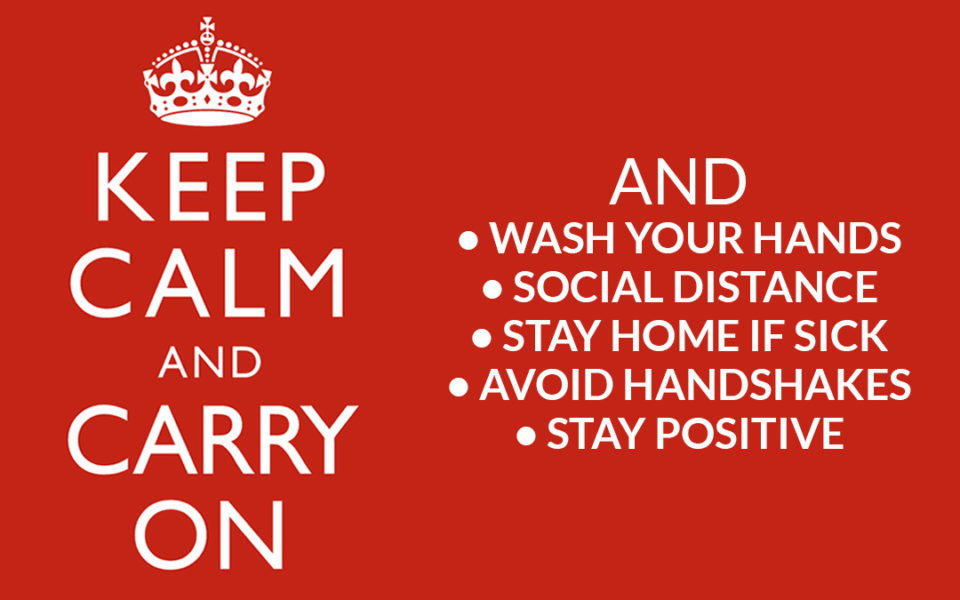 KEEP
CALM
AND
CARRY
ON
AND
• WASH YOUR HANDS
• SOCIAL DISTANCE
• STAY HOME IF SICK
• AVOID HANDSHAKES
• STAY POSITIVE